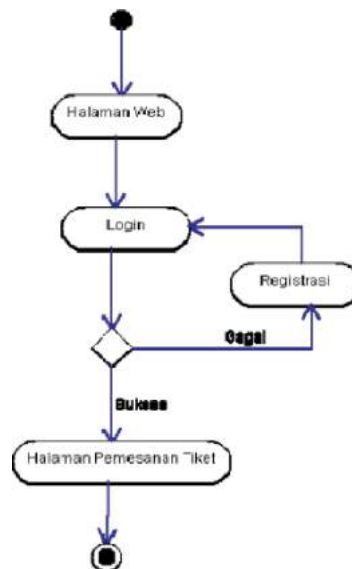 Halaman Web
Login
Registrasi
Gagal
Sukses
Halaman Pemesanan Tiket